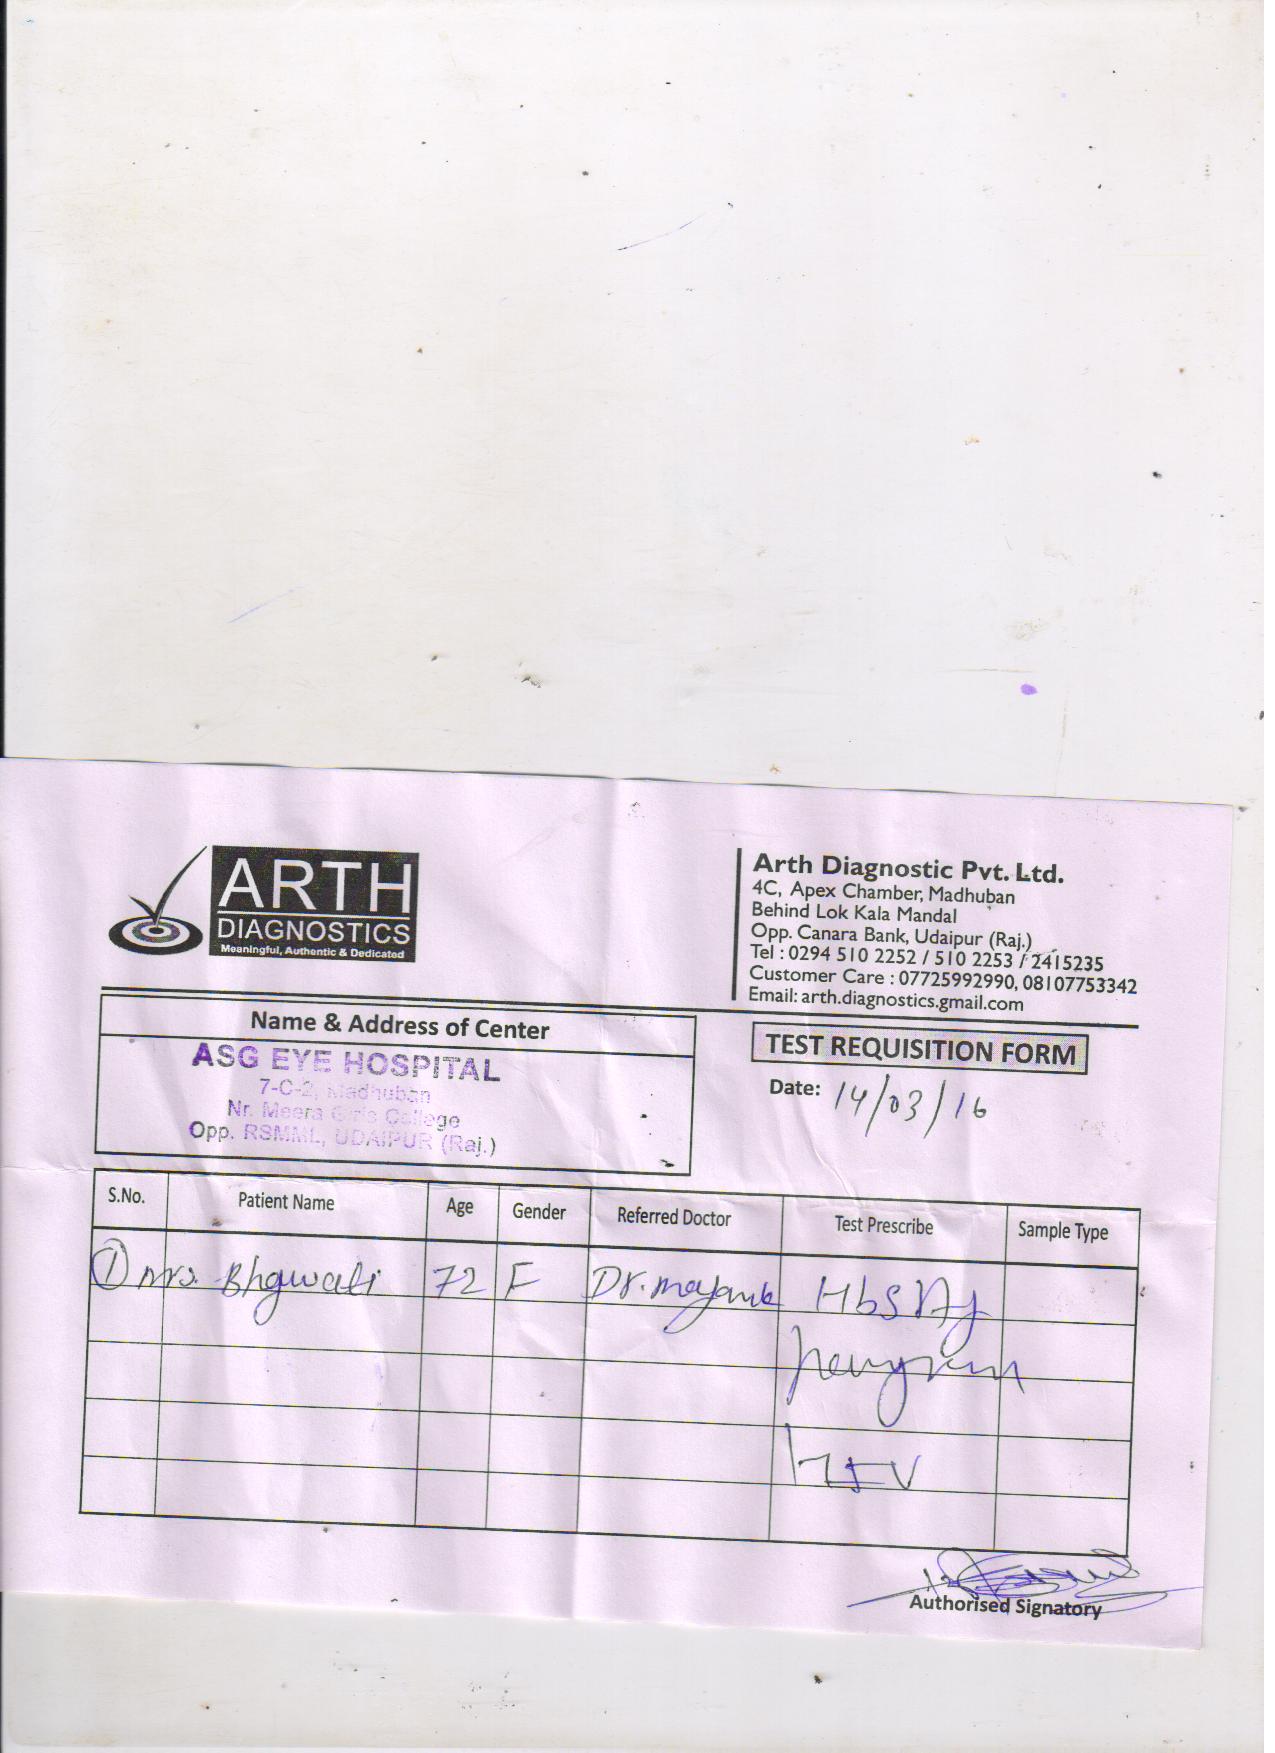 ARTH
DIAGNOSTICS
Meaningful, Authentic & Dedicated
Arth Diagnostic Pvt. Ltd.
4C, Apex Chamber, Madhuban
Behind Lok Kala Mandal
Opp. Canara Bank, Udaipur (Raj.)
Tel : 0294 510 2252 / 510 2253 / 2415235
Customer Care : 07725992990, 08107753342
Email: arth.diagnostics.gmail.com
Name & Address of Center
ASG EYE HOSPITAL
7-C-2, Madhuban
Nr. Meera Girls College
Opp. RSMML, UDAIPUR (Raj.)
TEST REQUISITION FORM
Date: 14/03/16
S.No. Patient Name Age Gender Referred Doctor Test Prescribe Sample Type
1 Mrs. Bhgwati 72 F Dr. Mayank HbSAg
HIV
Authorised Signatory